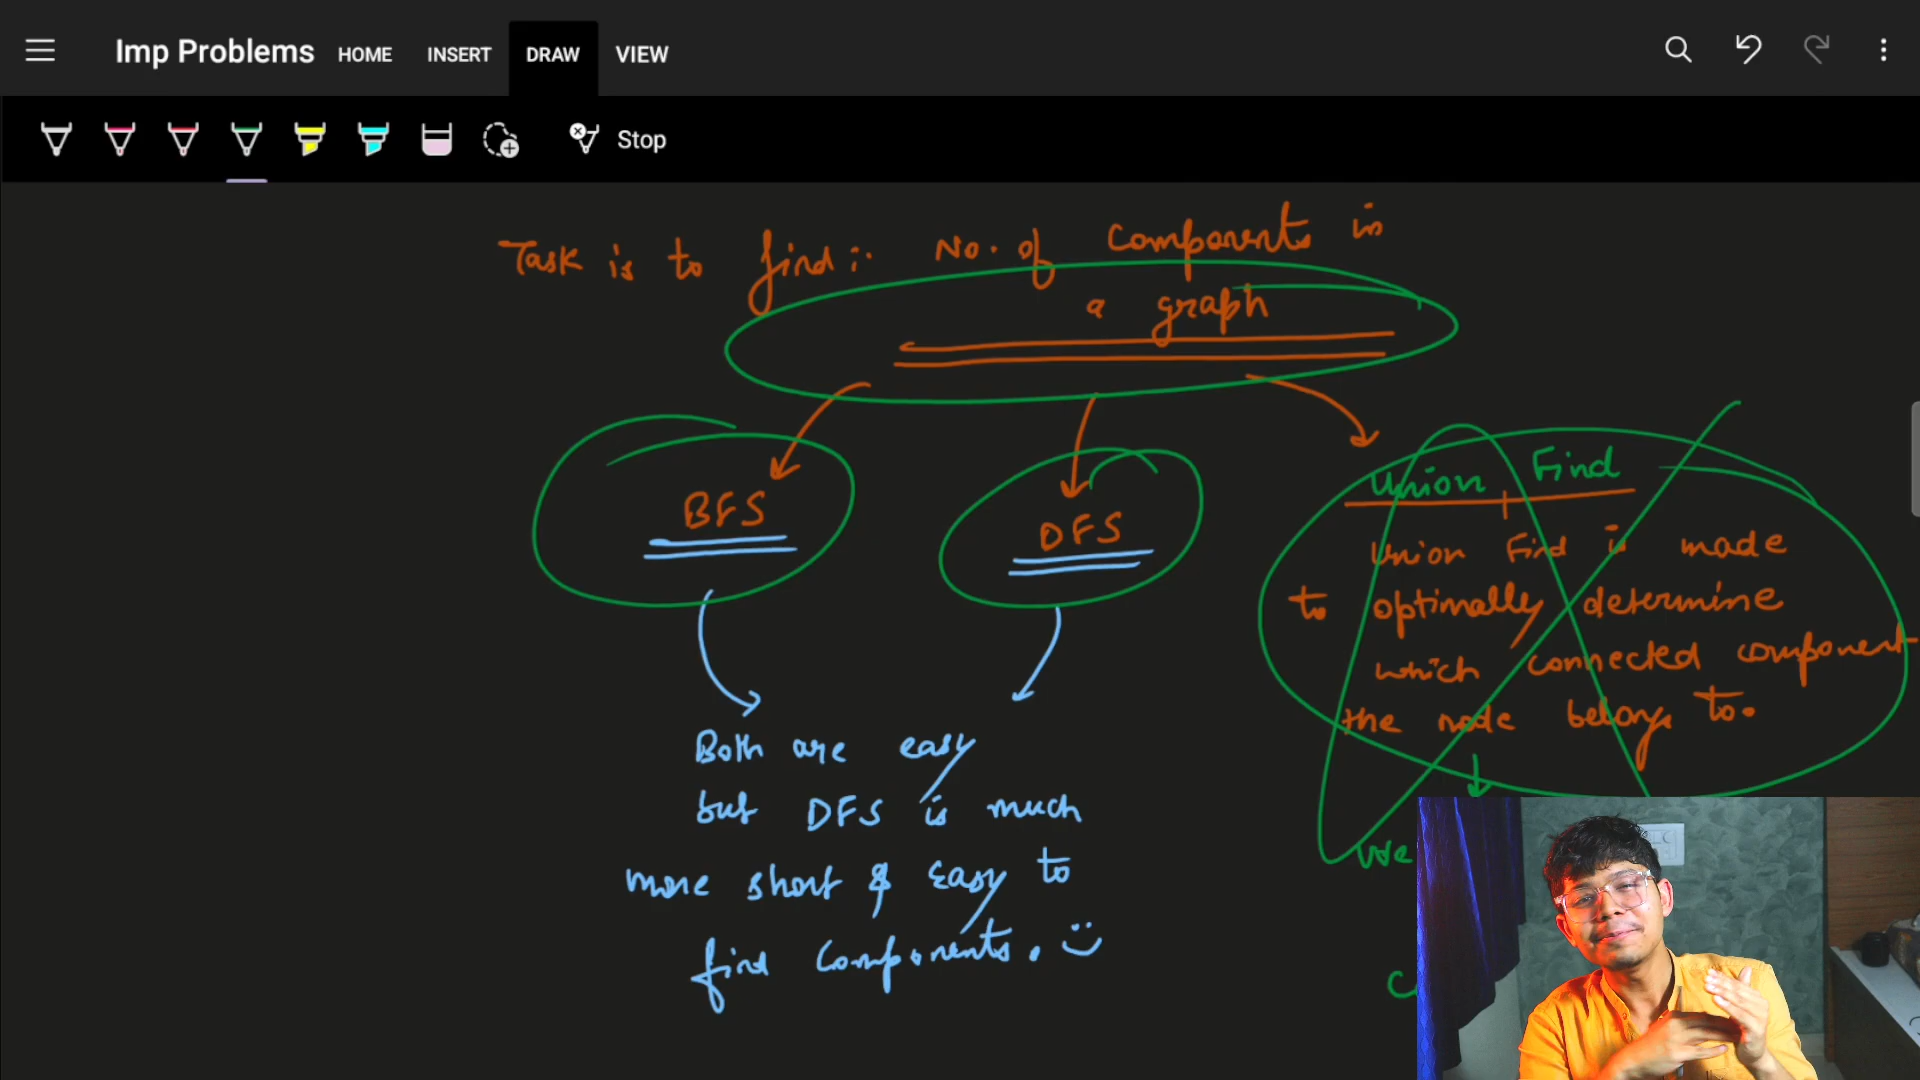 Imp Problems HOME INSERT DRAW VIEW
Stop
Task is to find :- No. of Components in
a graph
BFS
DFS
Union Find
Union Find is made
to optimally determine
which connected component
the node belongs to.
Both are easy
but DFS is much
more short & easy to
find components. :)
we